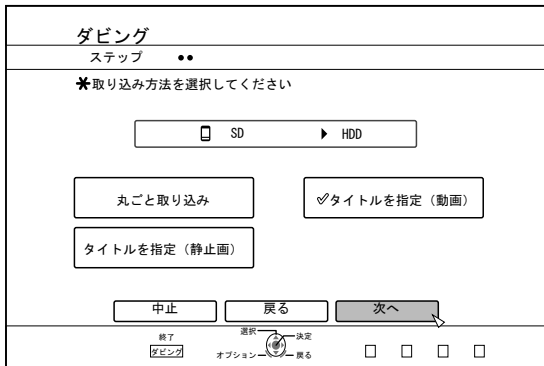 ダビング
ステップ
取り込み方法を選択してください
SD HDD
丸ごと取り込み タイトルを指定（動画）
タイトルを指定（静止画）
中止 戻る 次へ
終了 選択 決定
ダビング オプション 戻る